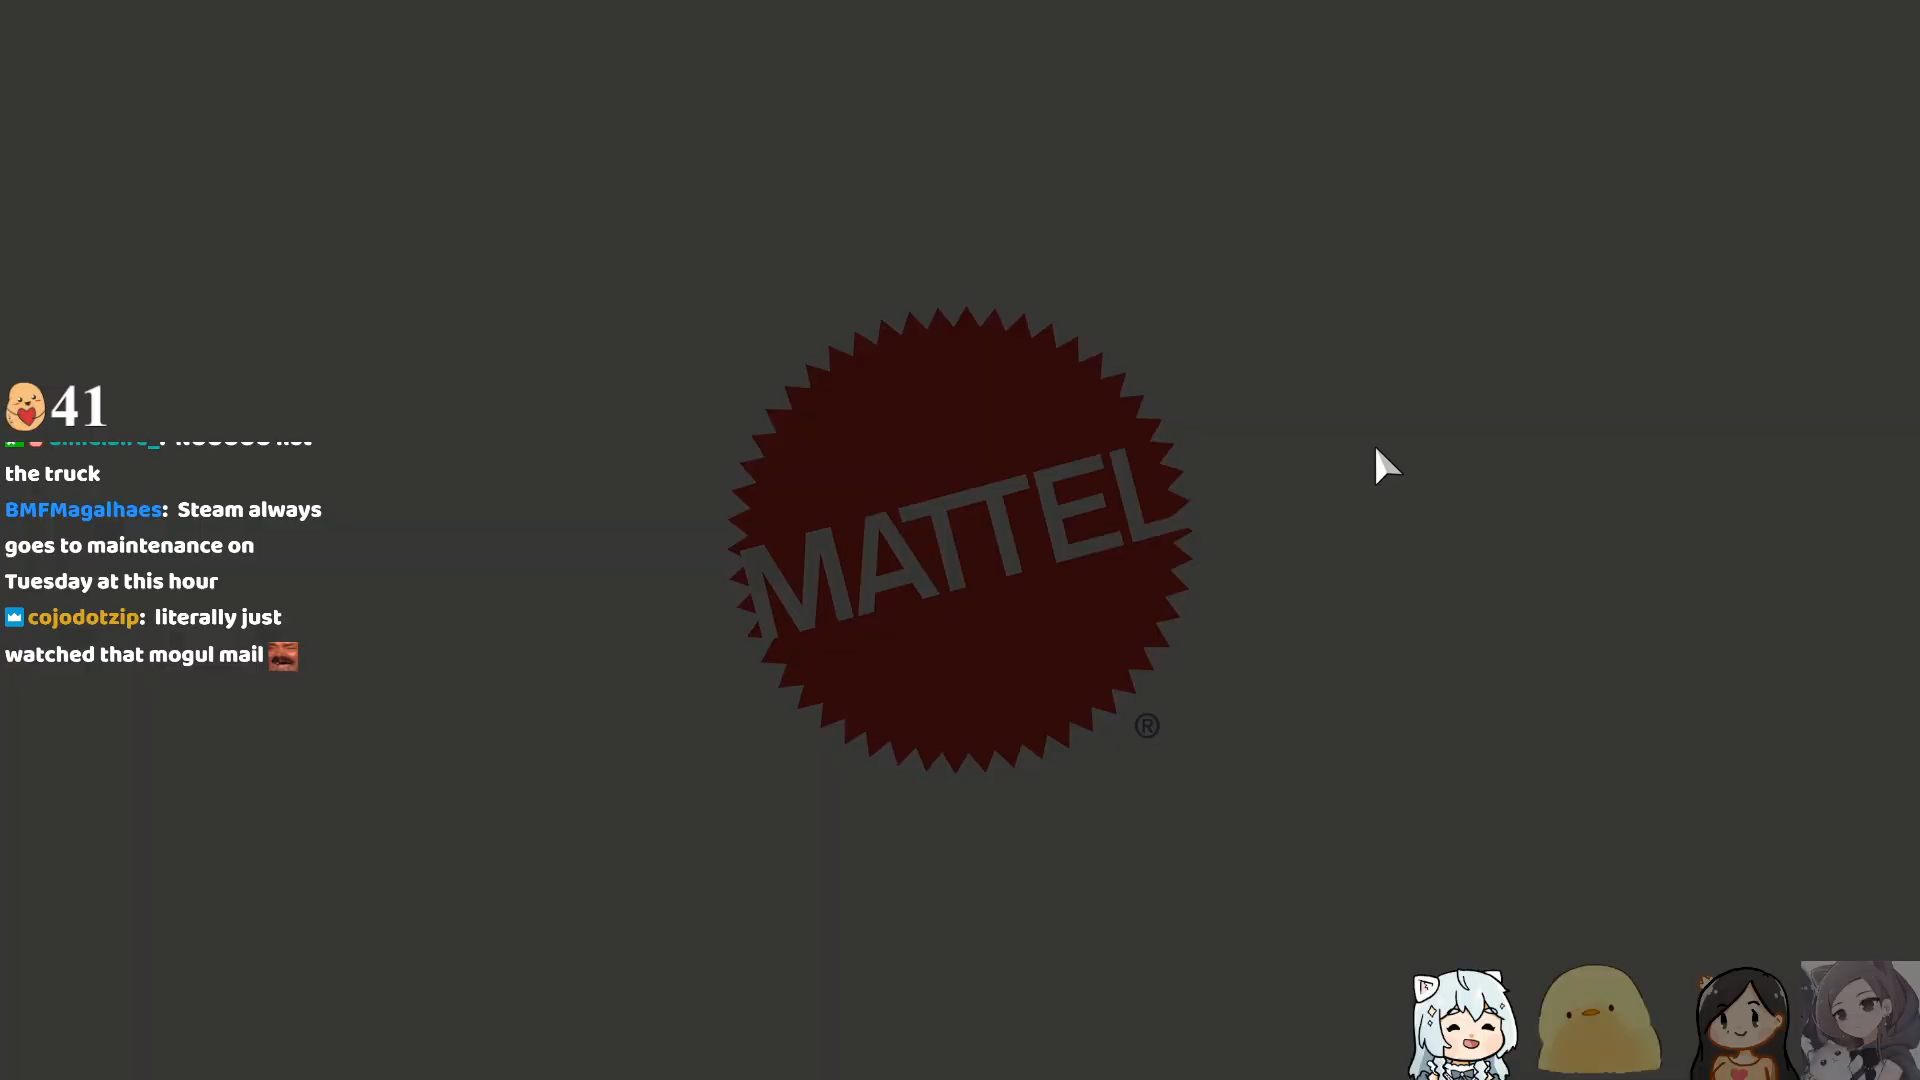 41
the truck
BMFMagalhaes: Steam always
goes to maintenance on
Tuesday at this hour
cojodotzip: literally just
watched that mogul mail
MATTEL
®